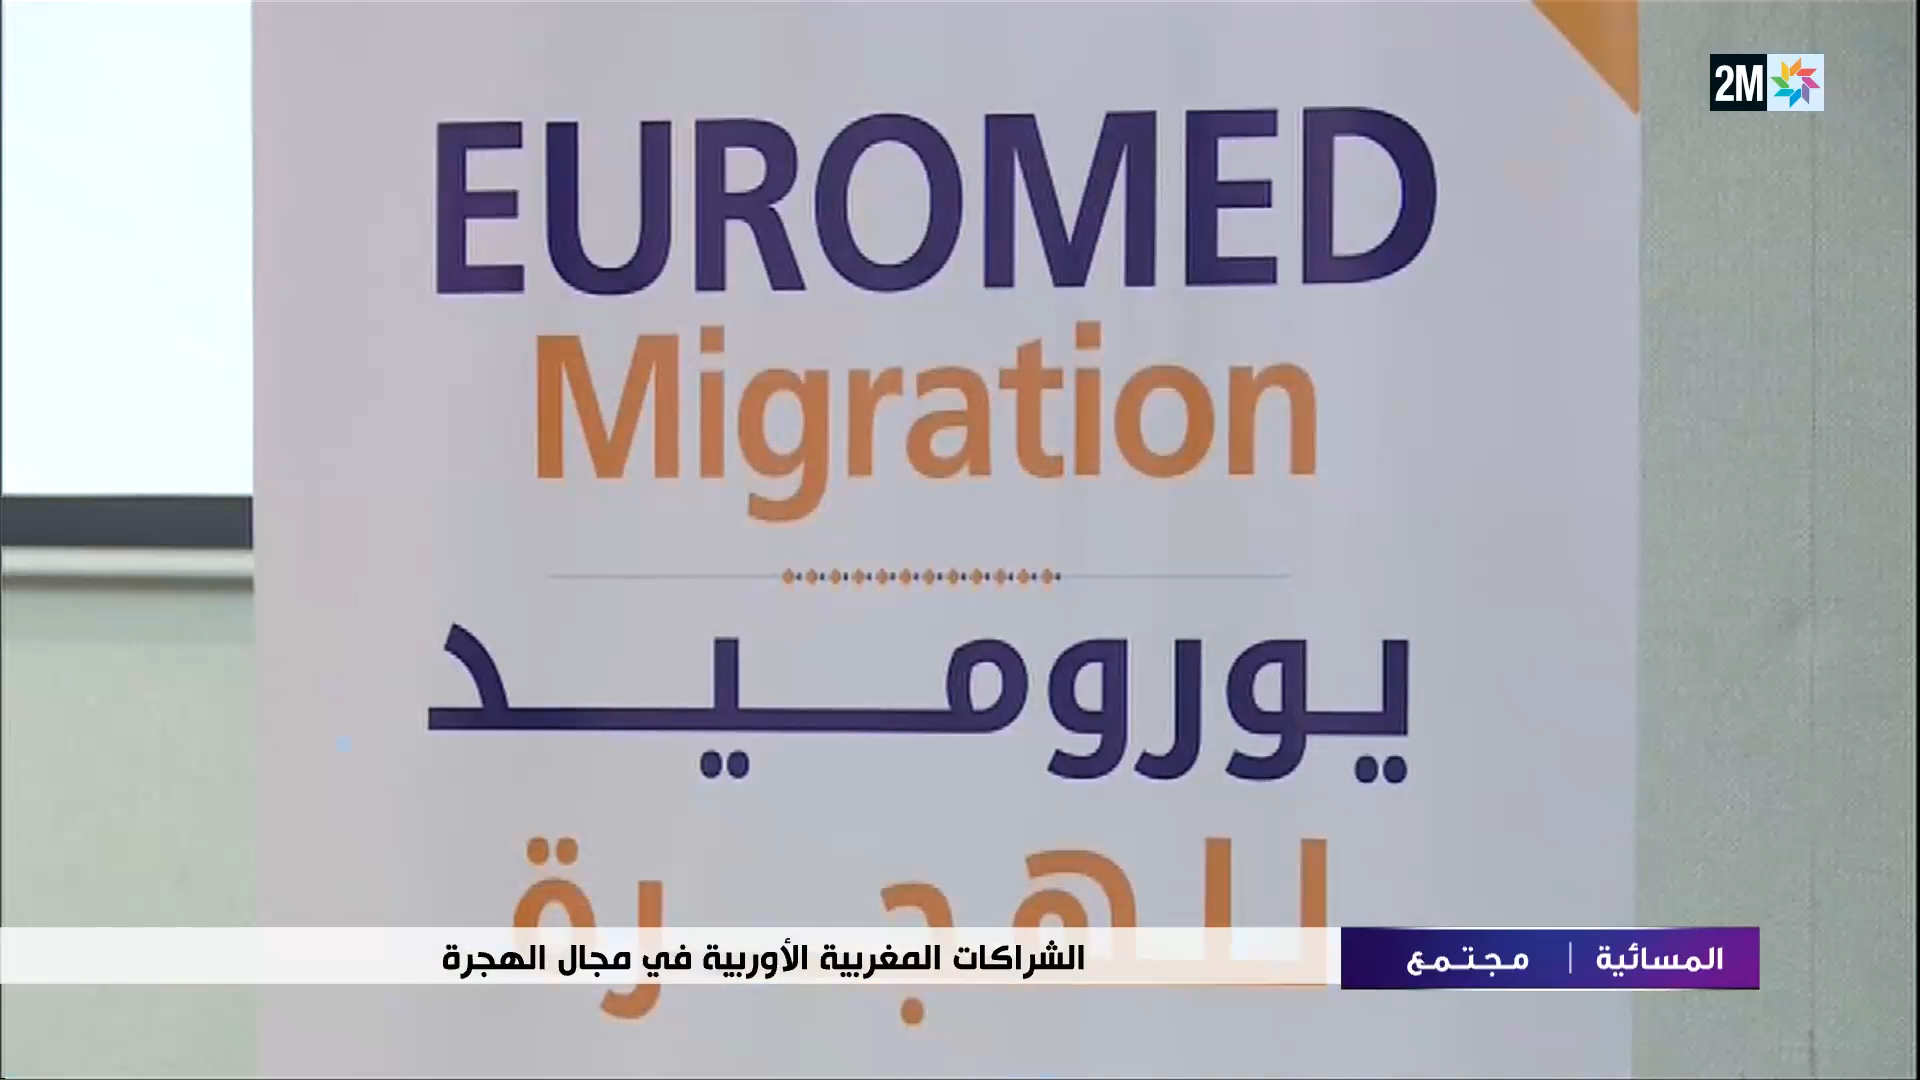 2M
EUROMED
Migration
يوروميد
للهجرة
المسائية | مجتمع
الشراكات المغربية الأوربية في مجال الهجرة